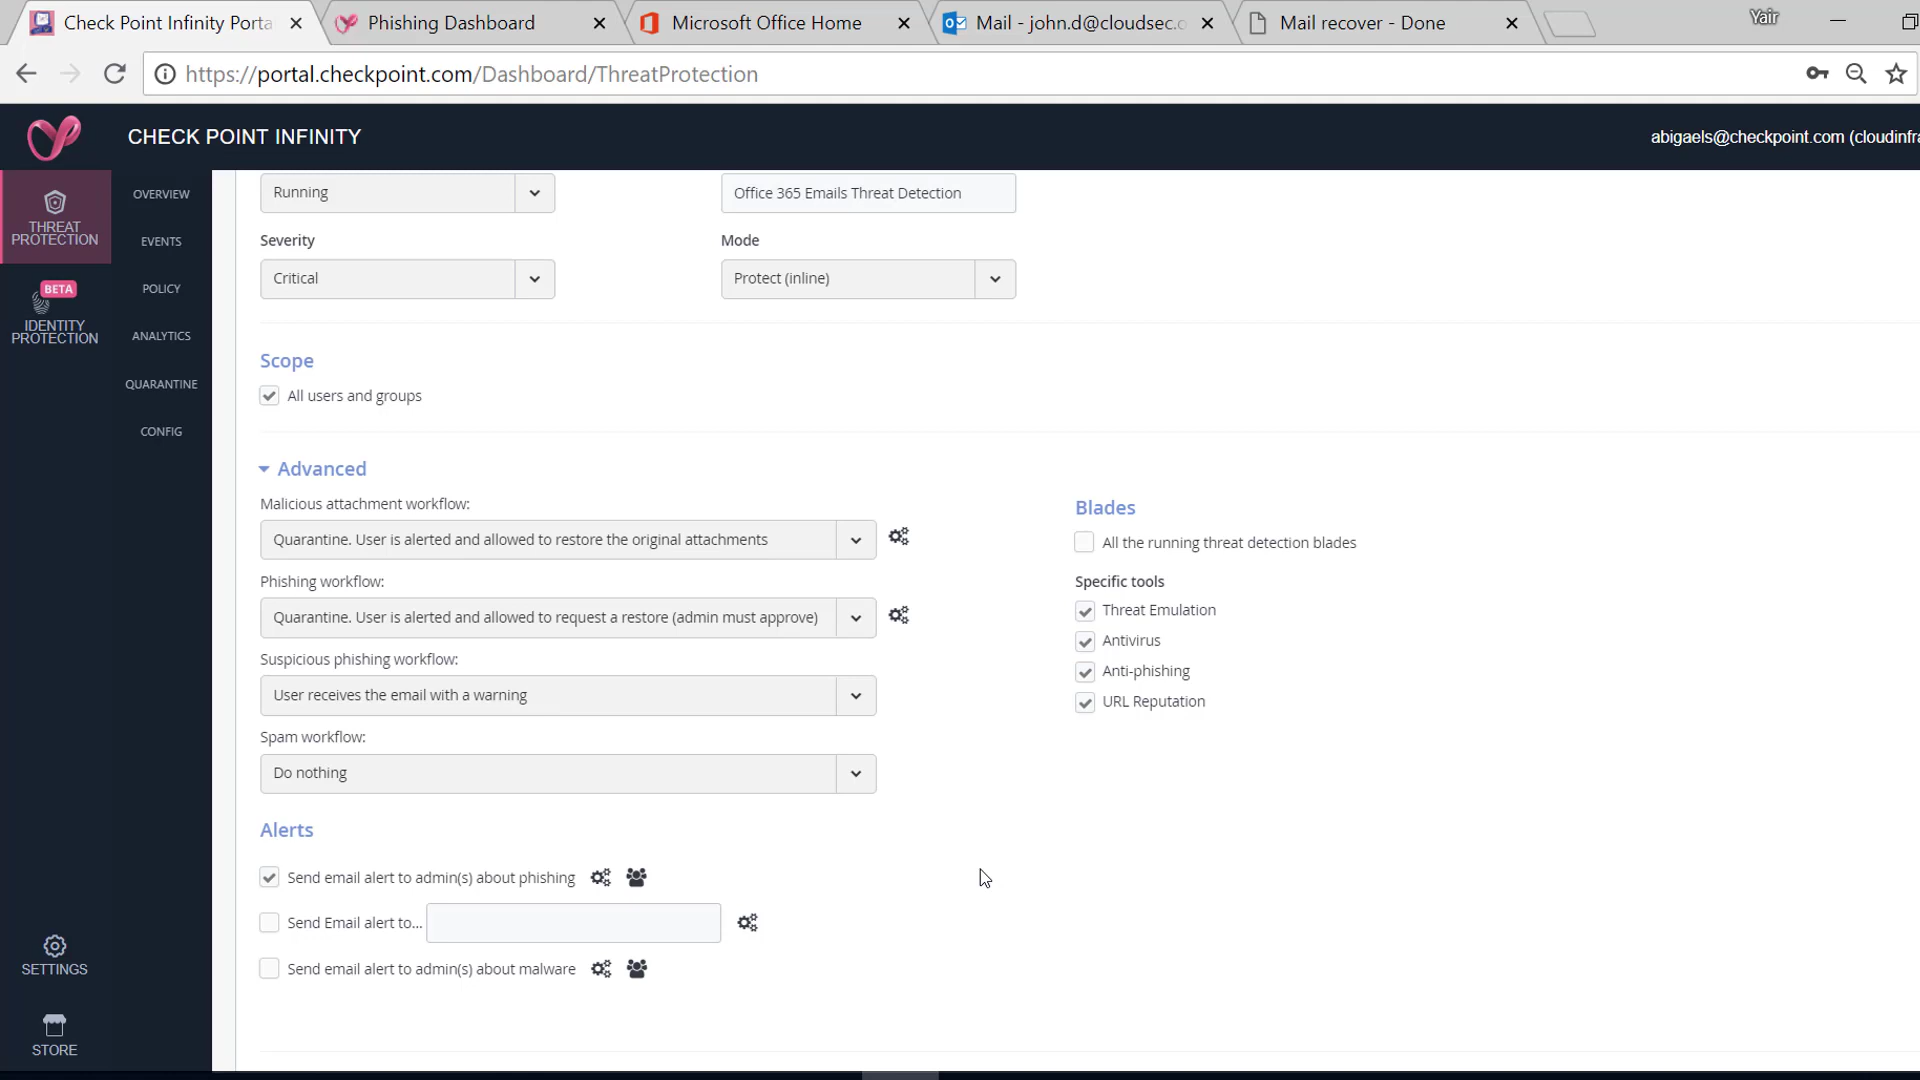 Check Point Infinity Porta
Phishing Dashboard
Microsoft Office Home
Mail - john.d@cloudsec.o
Mail recover - Done
Yair
https://portal.checkpoint.com/Dashboard/ThreatProtection
CHECK POINT INFINITY
abigaels@checkpoint.com (cloudinfra
THREAT
PROTECTION
BETA
IDENTITY
PROTECTION
SETTINGS
STORE
OVERVIEW
EVENTS
POLICY
ANALYTICS
QUARANTINE
CONFIG
Running
Office 365 Emails Threat Detection
Severity
Mode
Critical
Protect (inline)
Scope
All users and groups
Advanced
Malicious attachment workflow:
Quarantine. User is alerted and allowed to restore the original attachments
Phishing workflow:
Quarantine. User is alerted and allowed to request a restore (admin must approve)
Suspicious phishing workflow:
User receives the email with a warning
Spam workflow:
Do nothing
Blades
All the running threat detection blades
Specific tools
Threat Emulation
Antivirus
Anti-phishing
URL Reputation
Alerts
Send email alert to admin(s) about phishing
Send Email alert to...
Send email alert to admin(s) about malware